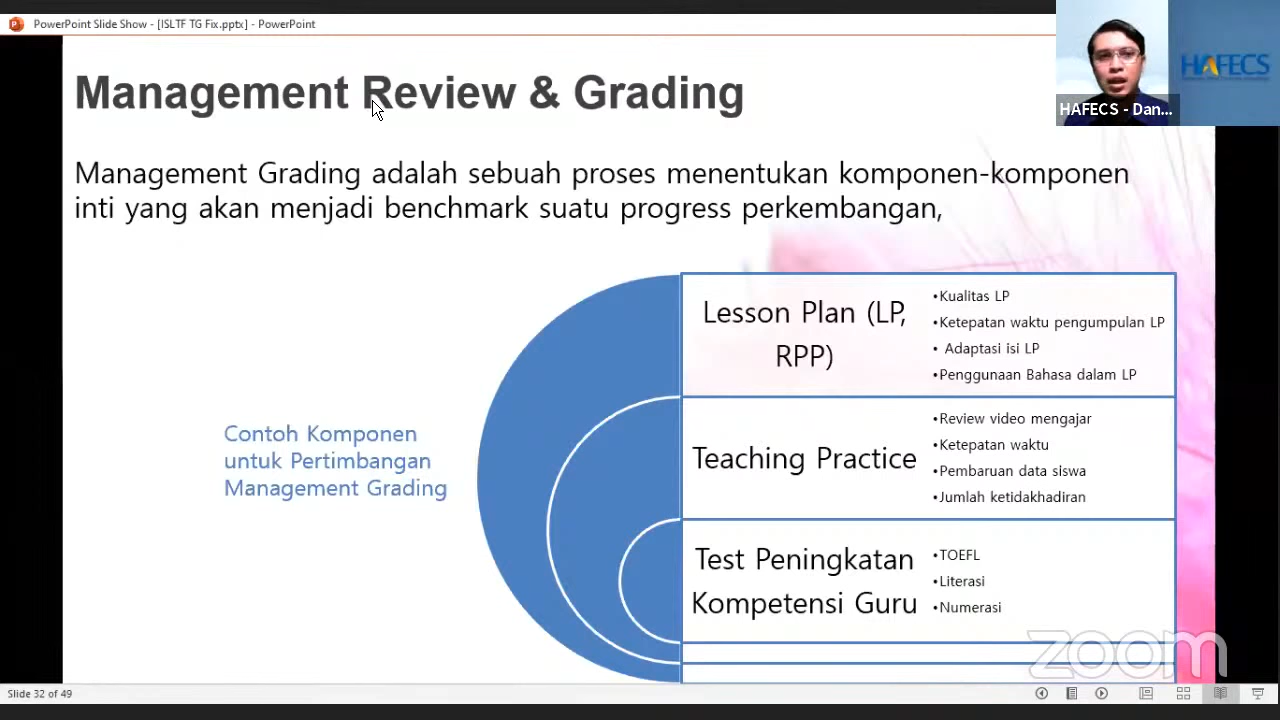 PowerPoint Slide Show - [ISLTF TG Fix.pptx] - PowerPoint
HAFECS
HAFECS - Dan...
Management Review & Grading
Management Grading adalah sebuah proses menentukan komponen-komponen
inti yang akan menjadi benchmark suatu progress perkembangan,
Contoh Komponen
untuk Pertimbangan
Management Grading
Lesson Plan (LP,
RPP)
•Kualitas LP
•Ketepatan waktu pengumpulan LP
• Adaptasi isi LP
•Penggunaan Bahasa dalam LP
Teaching Practice
•Review video mengajar
•Ketepatan waktu
•Pembaruan data siswa
•Jumlah ketidakhadiran
Test Peningkatan
Kompetensi Guru
•TOEFL
•Literasi
•Numerasi
zoom
Slide 32 of 49